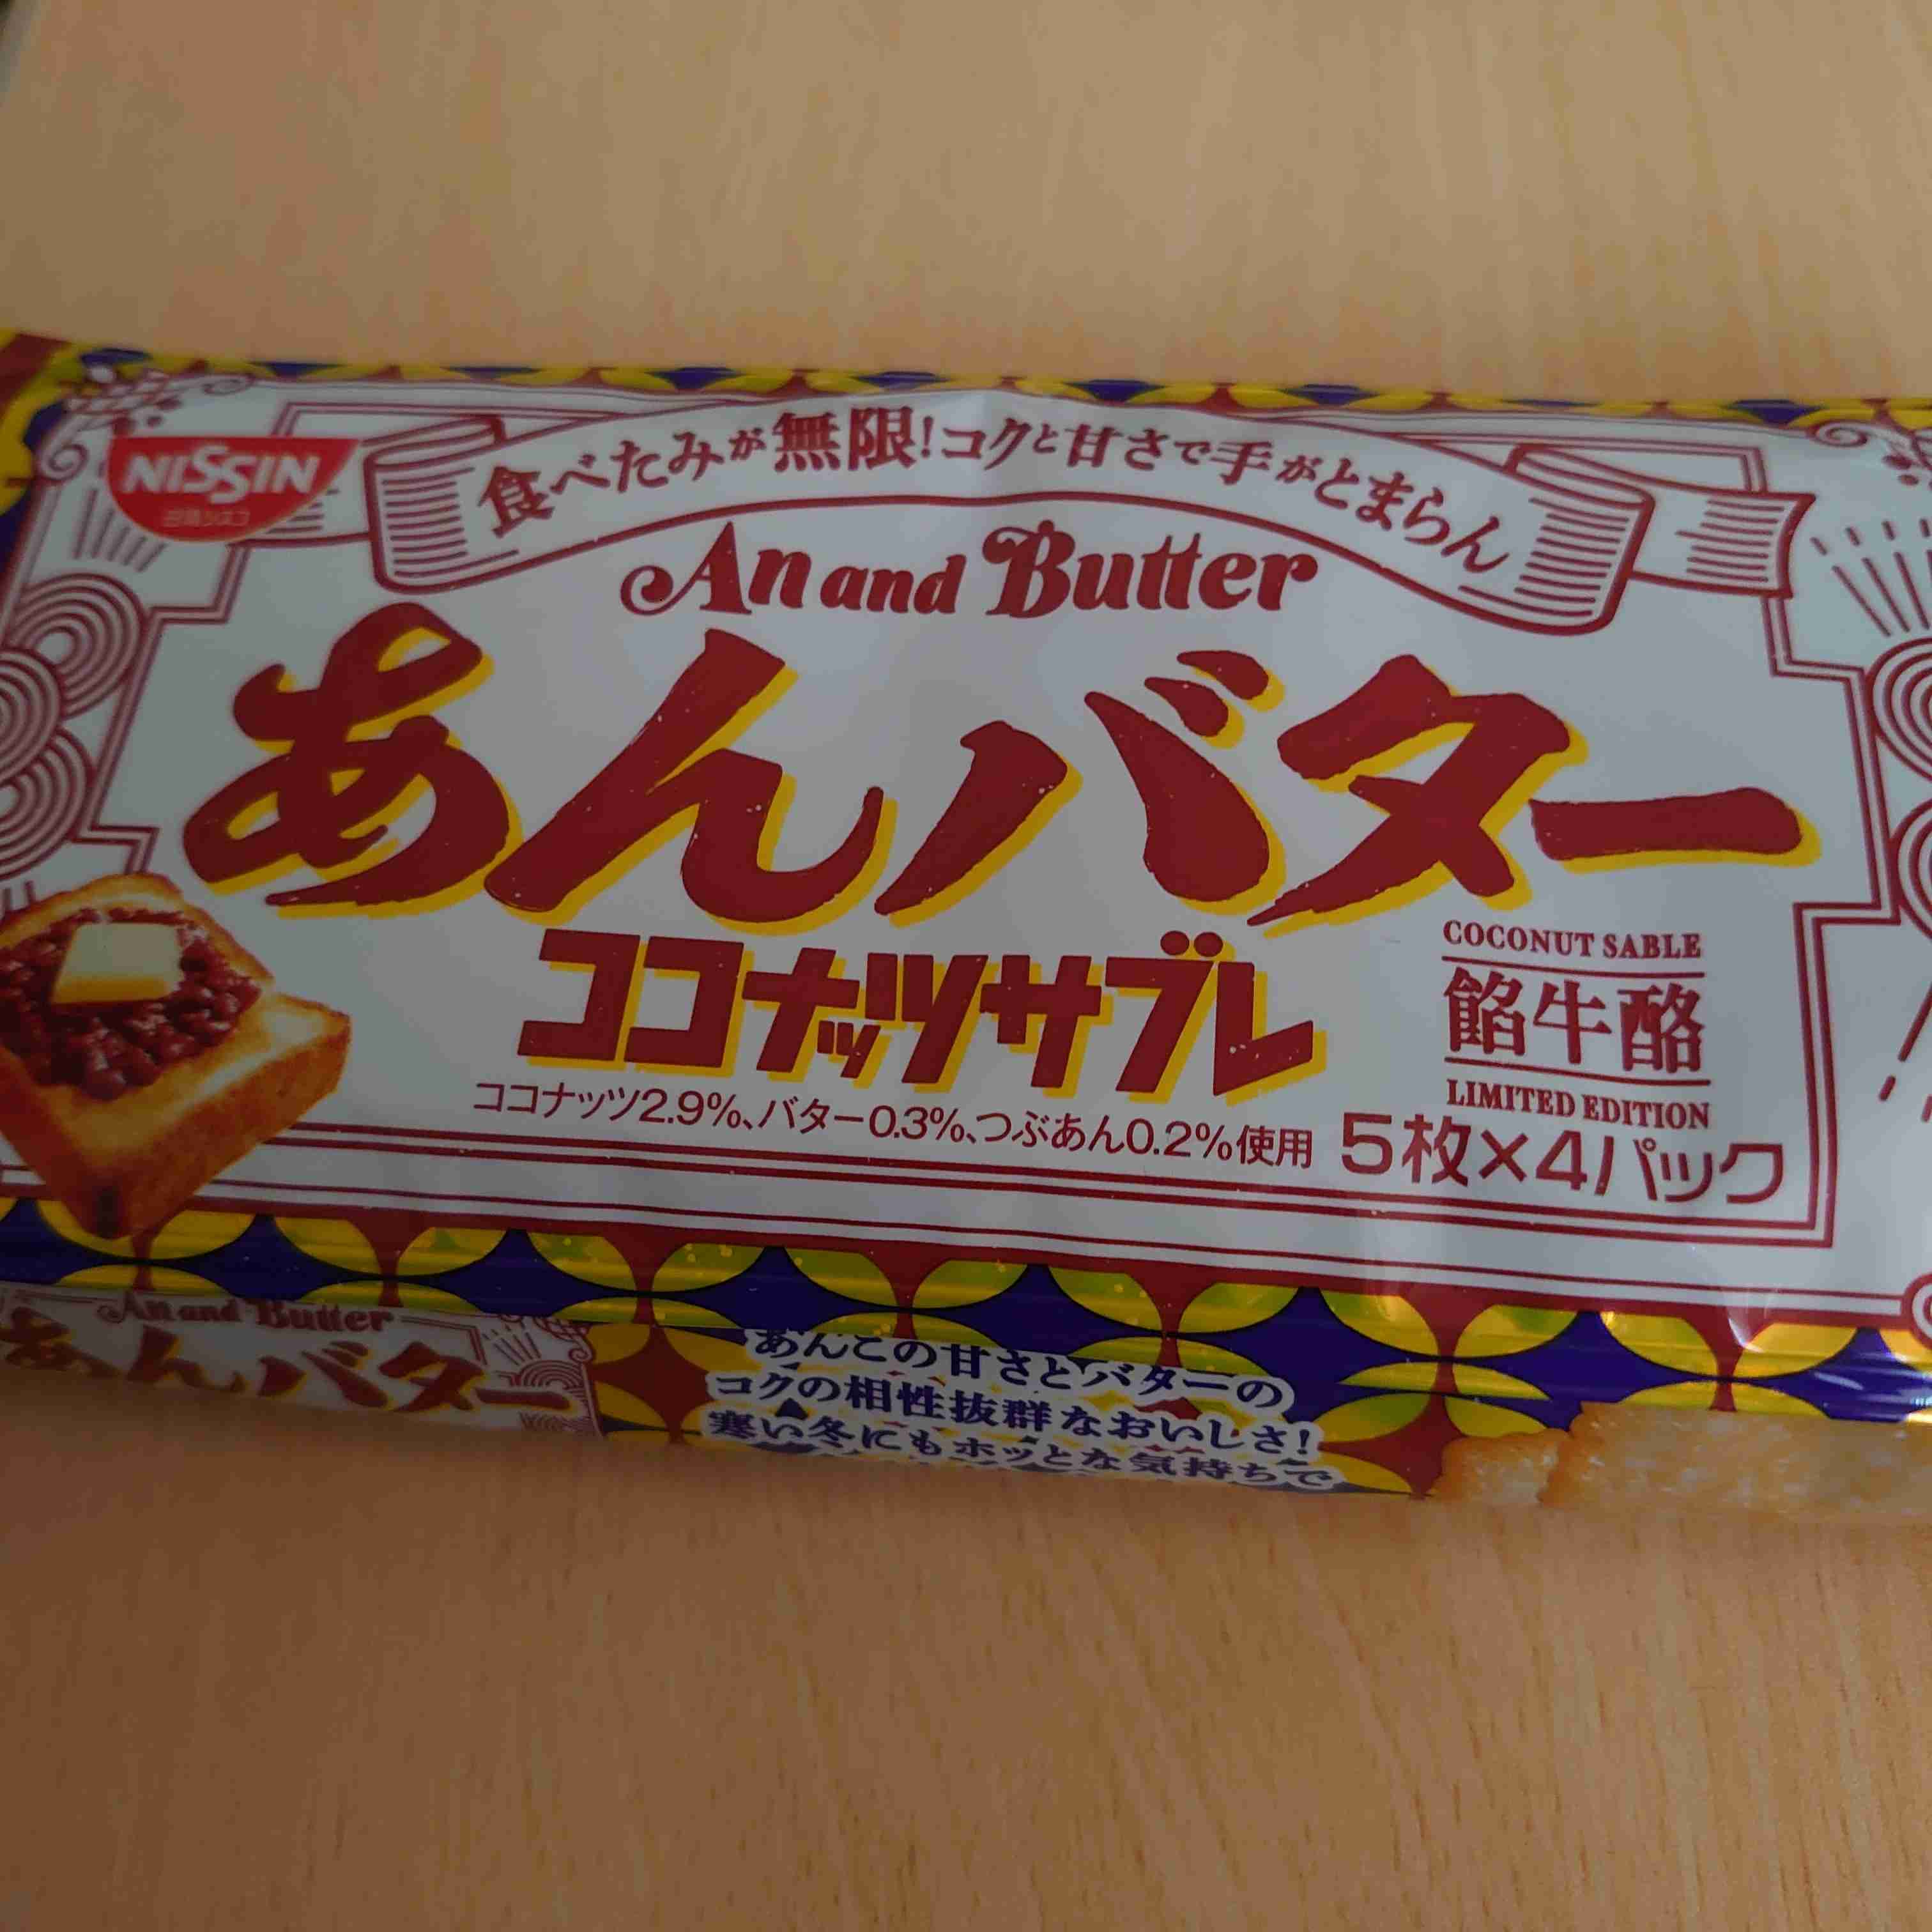 NISSIN
日清シスコ
食べたみが無限!コクと甘さで手がとまらん
An and Butter
あんバター
ココナッツサブレ
COCONUT SABLE
餡牛酪
LIMITED EDITION
ココナッツ2.9%、バター0.3%、つぶあん0.2%使用
5枚×4パック
An and Butter
あんバター
あんこの甘さとバターの
コクの相性抜群なおいしさ!
寒い冬にもホッとな気持ちで